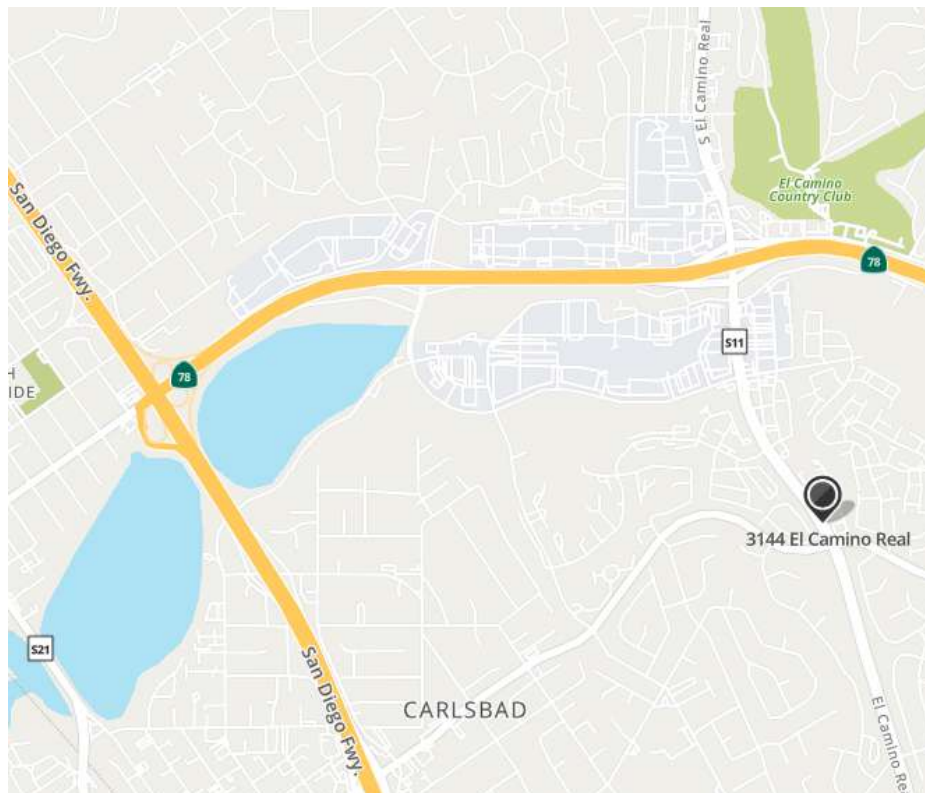 S El Camino Real
El Camino
Country Club
San Diego Fwy.
78
S11
78
H
IDE
3144 El Camino Real
S21
San Diego Fwy.
CARLSBAD
El Camino Rea